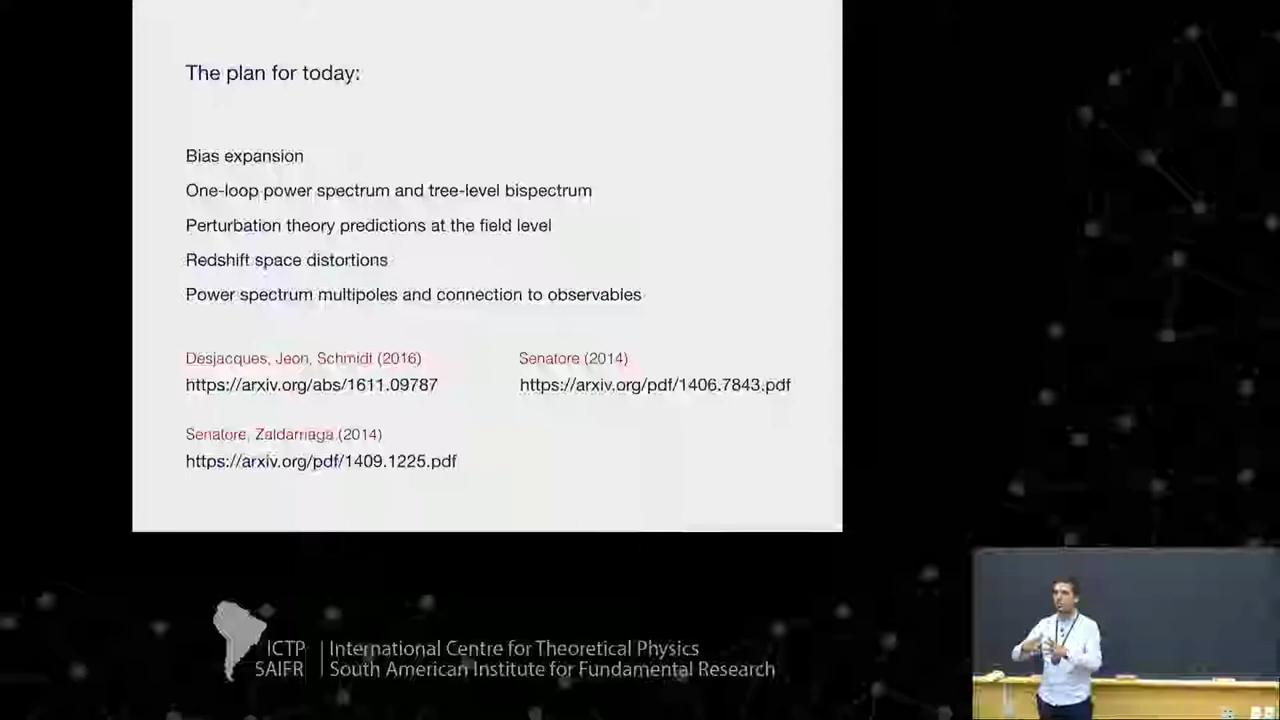 The plan for today:
Bias expansion
One-loop power spectrum and tree-level bispectrum
Perturbation theory predictions at the field level
Redshift space distortions
Power spectrum multipoles and connection to observables
Desjacques, Jeon, Schmidt (2016)
https://arxiv.org/abs/1611.09787
Senatore (2014)
https://arxiv.org/pdf/1406.7843.pdf
Senatore, Zaldarriaga (2014)
https://arxiv.org/pdf/1409.1225.pdf
ICTP
SAIFR
International Centre for Theoretical Physics
South American Institute for Fundamental Research